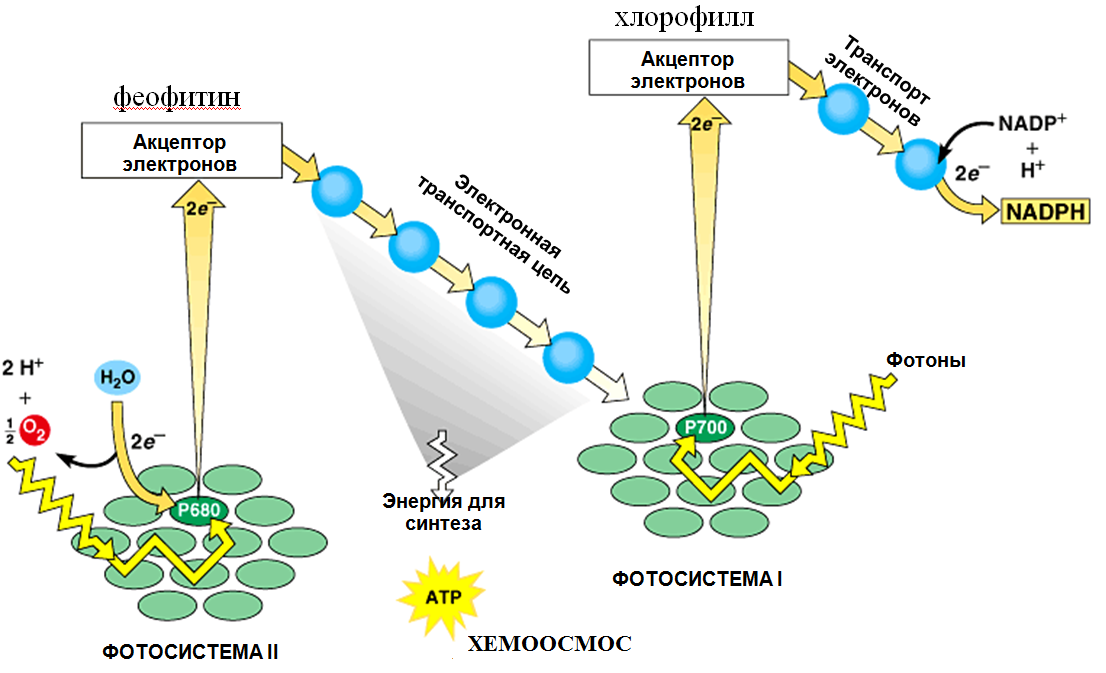 хлорофилл
Акцептор
электронов
Транспорт
электронов
феофитин
Акцептор
электронов
2e⁻
NADP⁺
+
H⁺
2e⁻
NADPH
2e⁻
Электронная
транспортная цепь
Фотоны
2 H⁺
+
½ O₂
H₂O
2e⁻
P700
P680
Энергия для
синтеза
ATP
ХЕМООСМОС
ФОТОСИСТЕМА I
ФОТОСИСТЕМА II